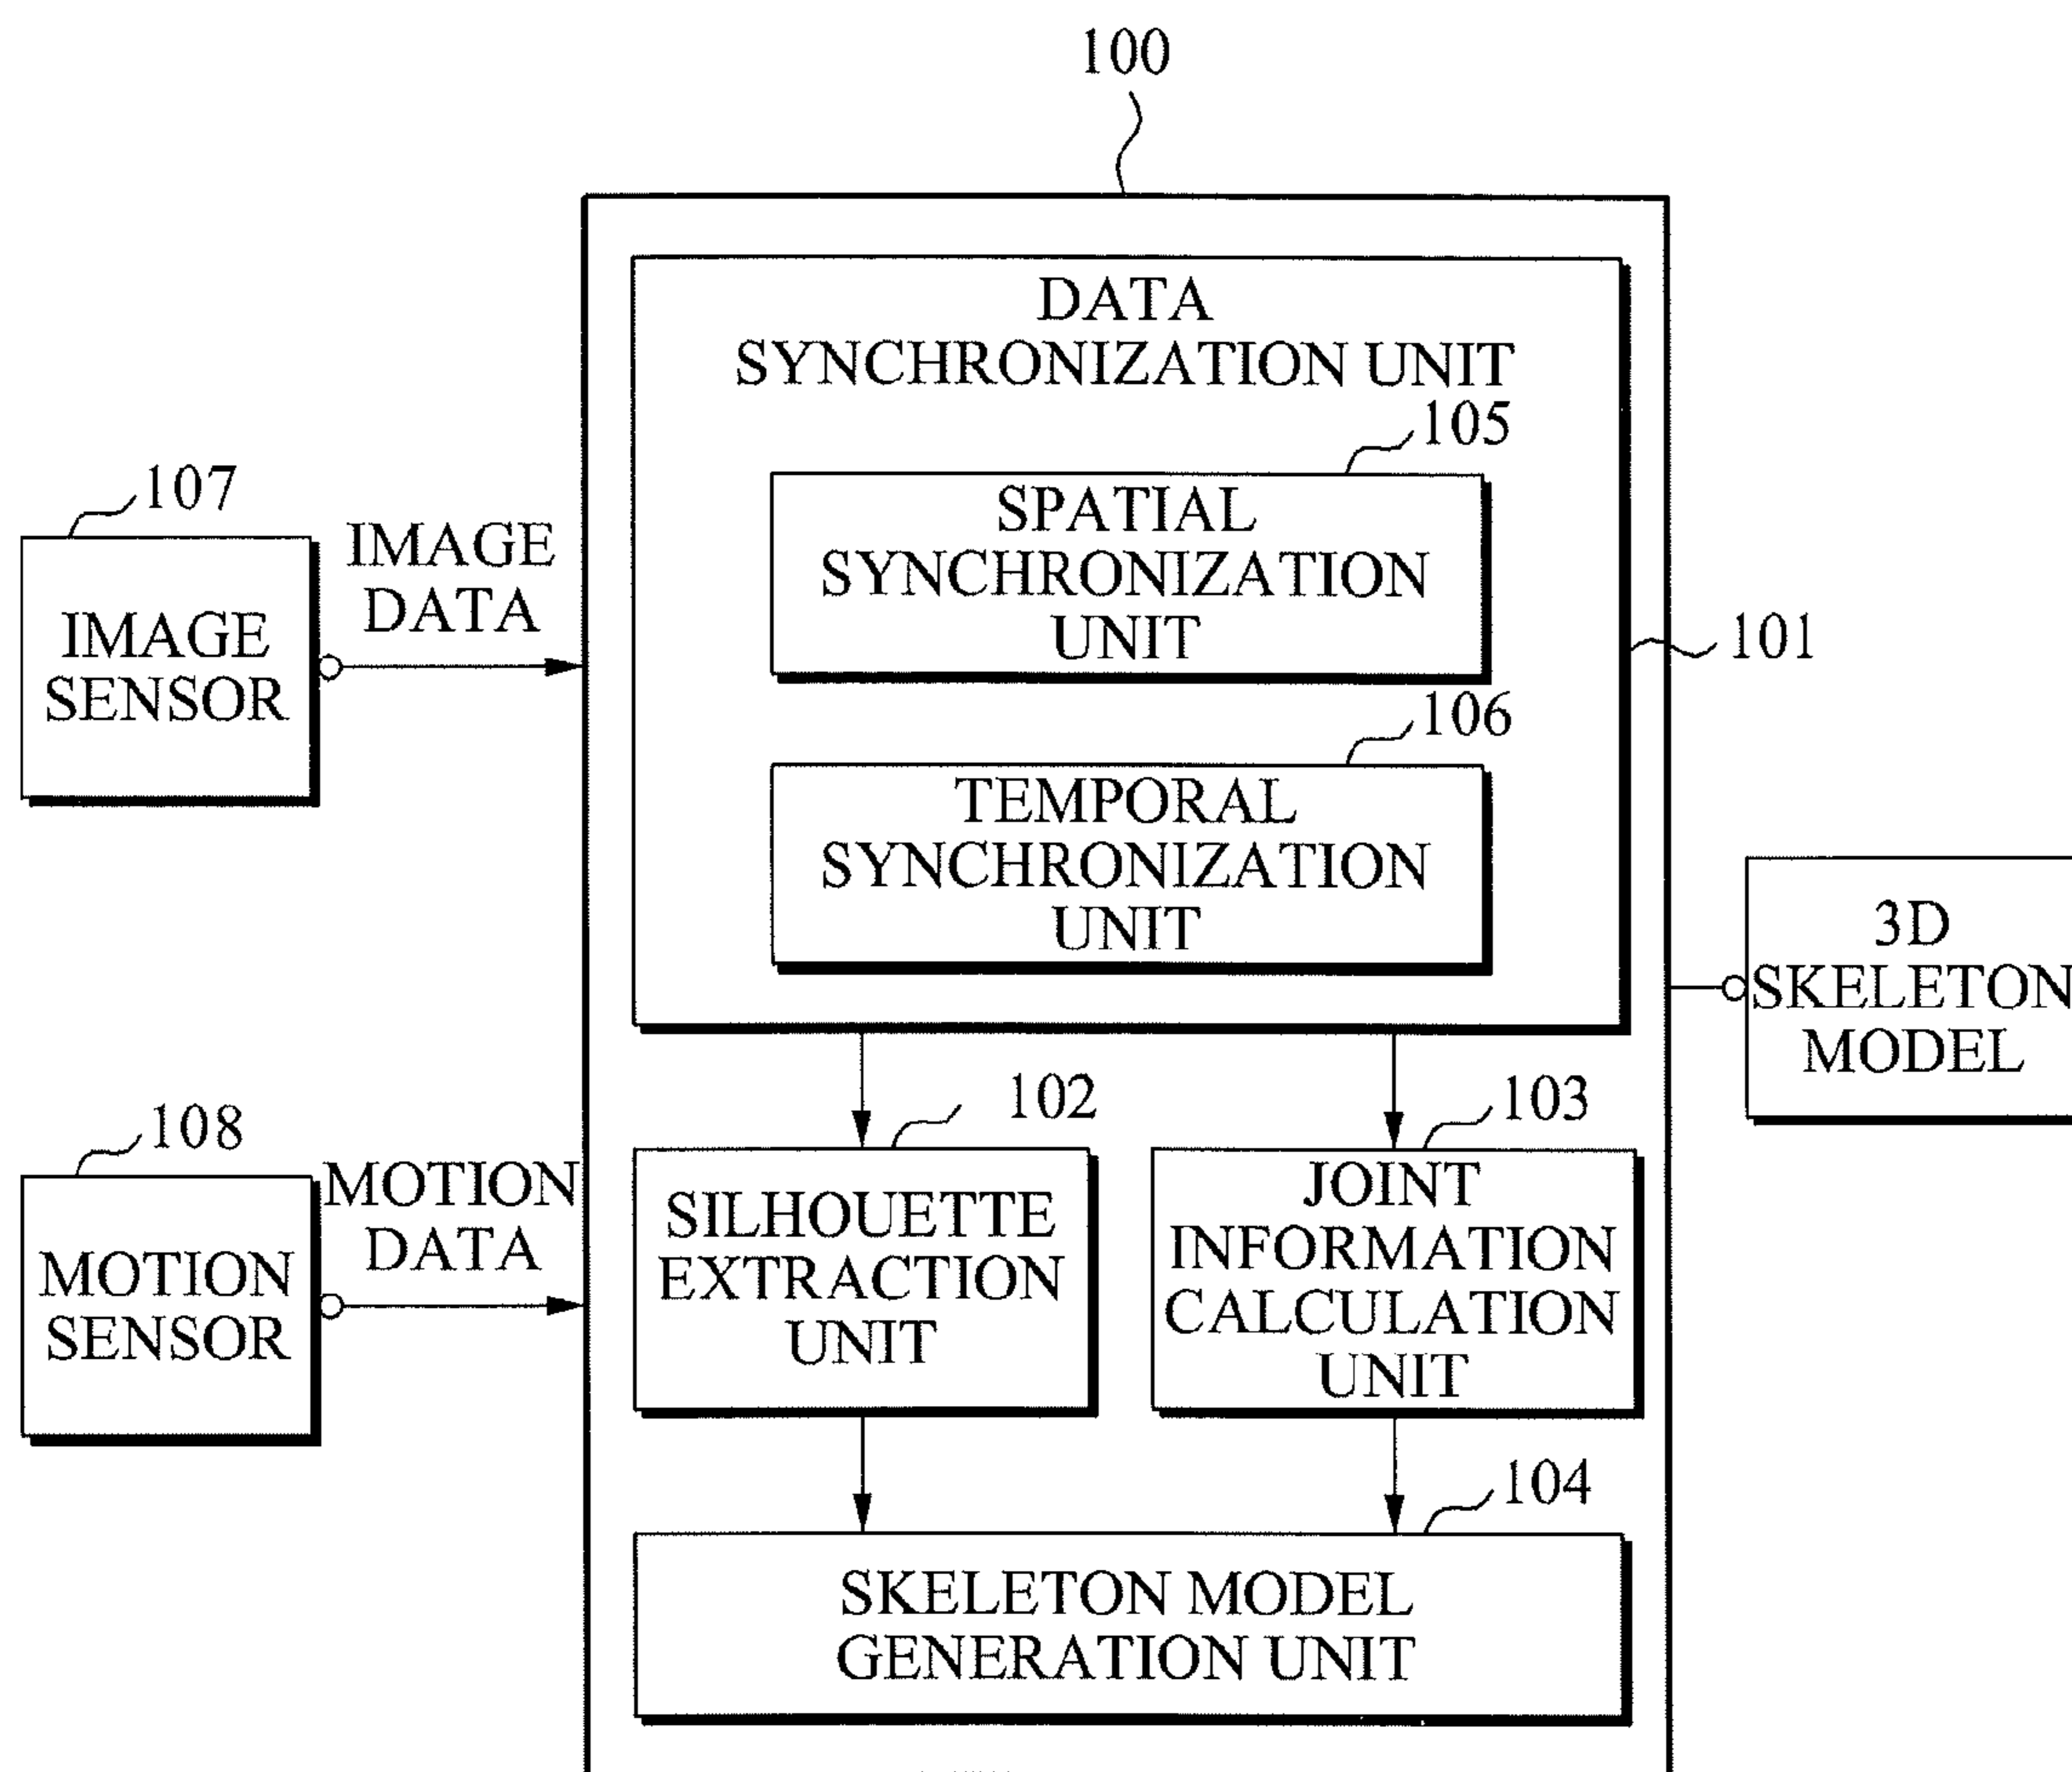 100
DATA
SYNCHRONIZATION UNIT
105
SPATIAL
SYNCHRONIZATION
UNIT
106
TEMPORAL
SYNCHRONIZATION
UNIT
101
107
IMAGE
SENSOR
IMAGE
DATA
108
MOTION
SENSOR
MOTION
DATA
102
SILHOUETTE
EXTRACTION
UNIT
103
JOINT
INFORMATION
CALCULATION
UNIT
104
SKELETON MODEL
GENERATION UNIT
3D
SKELETON
MODEL